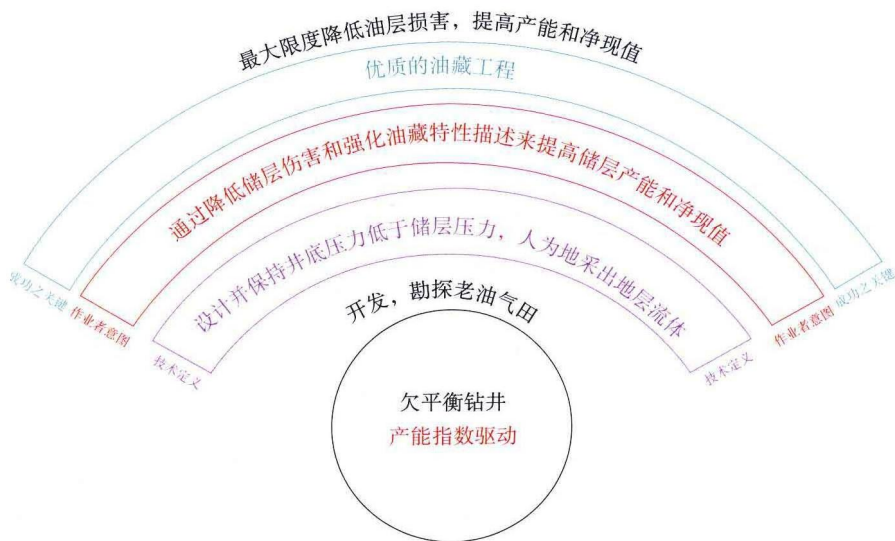 最大限度降低油层损害，提高产能和净现值
优质的油藏工程
通过降低储层伤害和强化油藏特性描述来提高储层产能和净现值
设计并保持井底压力低于储层压力，人为地采出地层流体
成功之关键
作业者意图
技术定义
技术定义
作业者意图
成功之关键
开发，勘探老油气田
欠平衡钻井
产能指数驱动